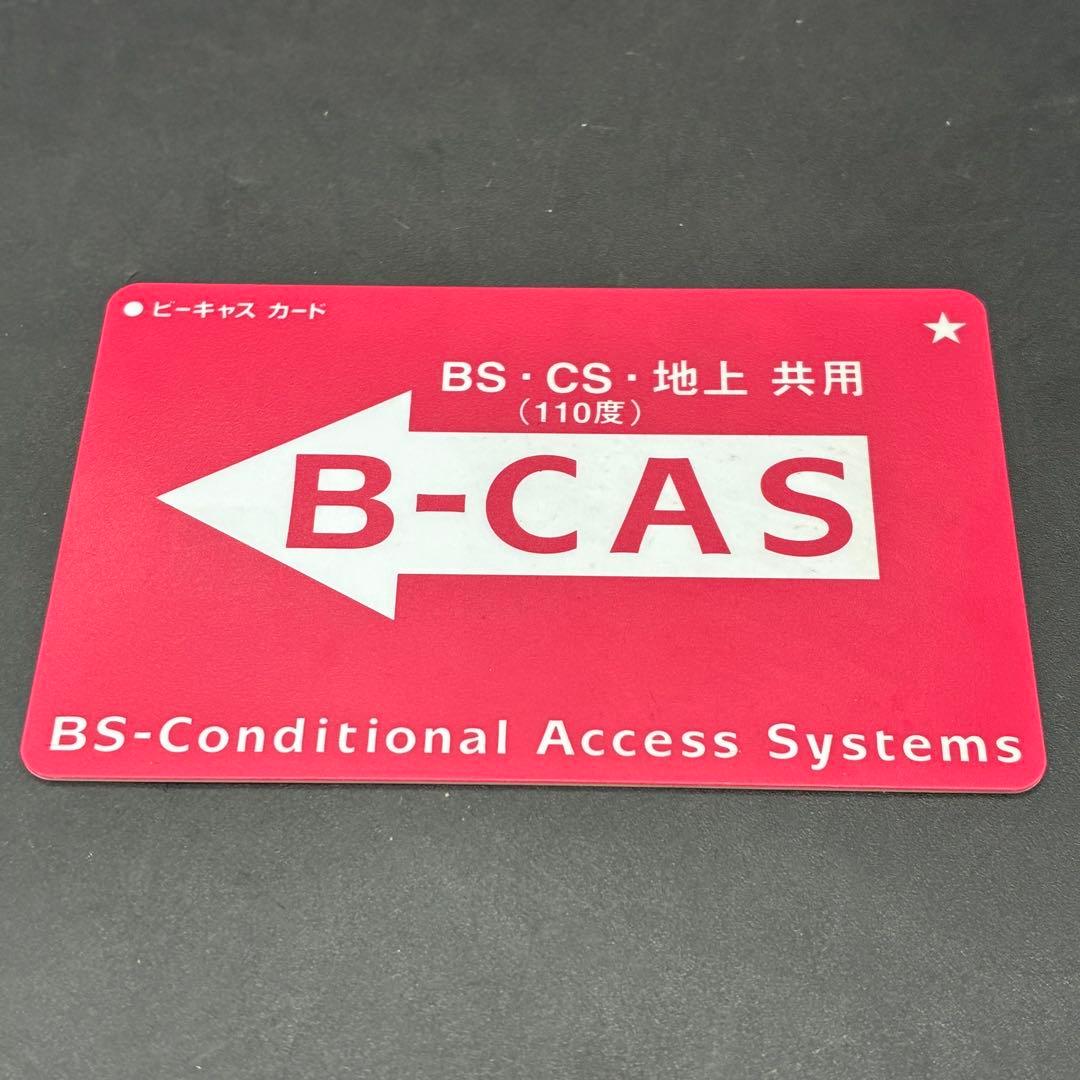 ●ビーキャス カード
★
BS・CS・地上 共用
（110度）
B-CAS
BS-Conditional Access Systems